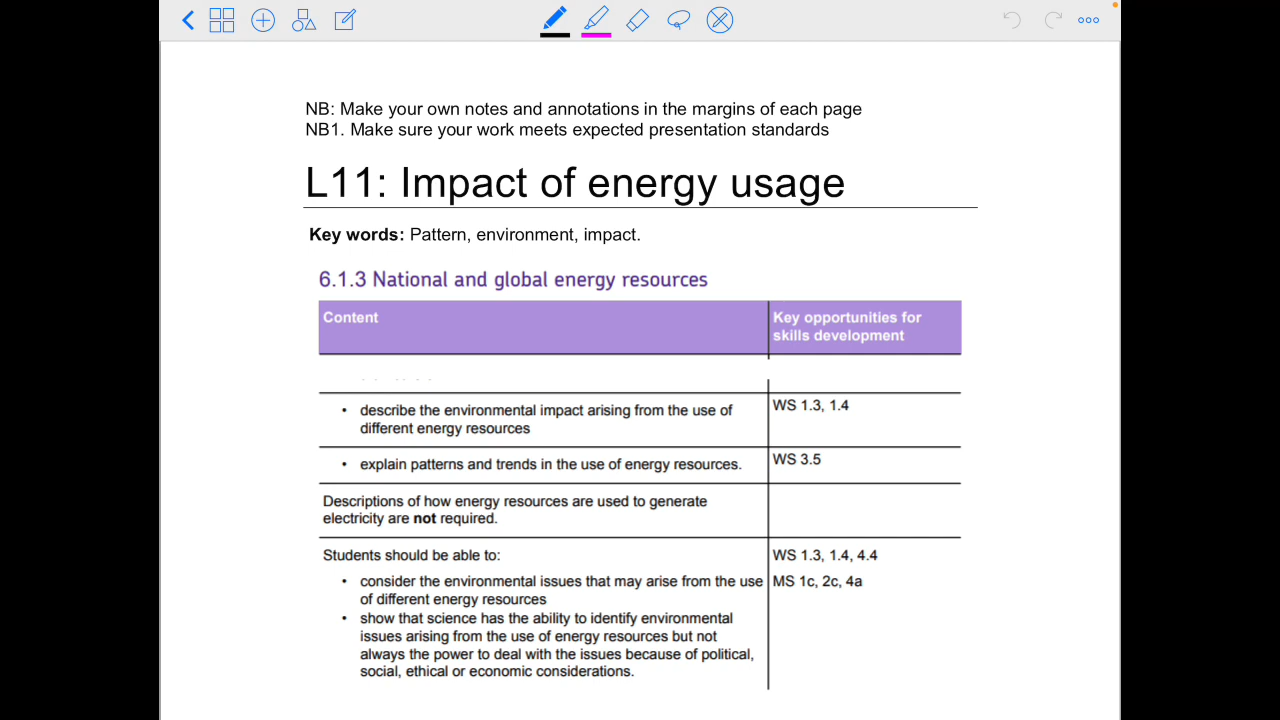 NB: Make your own notes and annotations in the margins of each page
NB1. Make sure your work meets expected presentation standards
L11: Impact of energy usage
Key words: Pattern, environment, impact.
6.1.3 National and global energy resources
Content
Key opportunities for
skills development
• describe the environmental impact arising from the use of
different energy resources
WS 1.3, 1.4
• explain patterns and trends in the use of energy resources.
WS 3.5
Descriptions of how energy resources are used to generate
electricity are not required.
Students should be able to:
WS 1.3, 1.4, 4.4
• consider the environmental issues that may arise from the use
of different energy resources
MS 1c, 2c, 4a
• show that science has the ability to identify environmental
issues arising from the use of energy resources but not
always the power to deal with the issues because of political,
social, ethical or economic considerations.